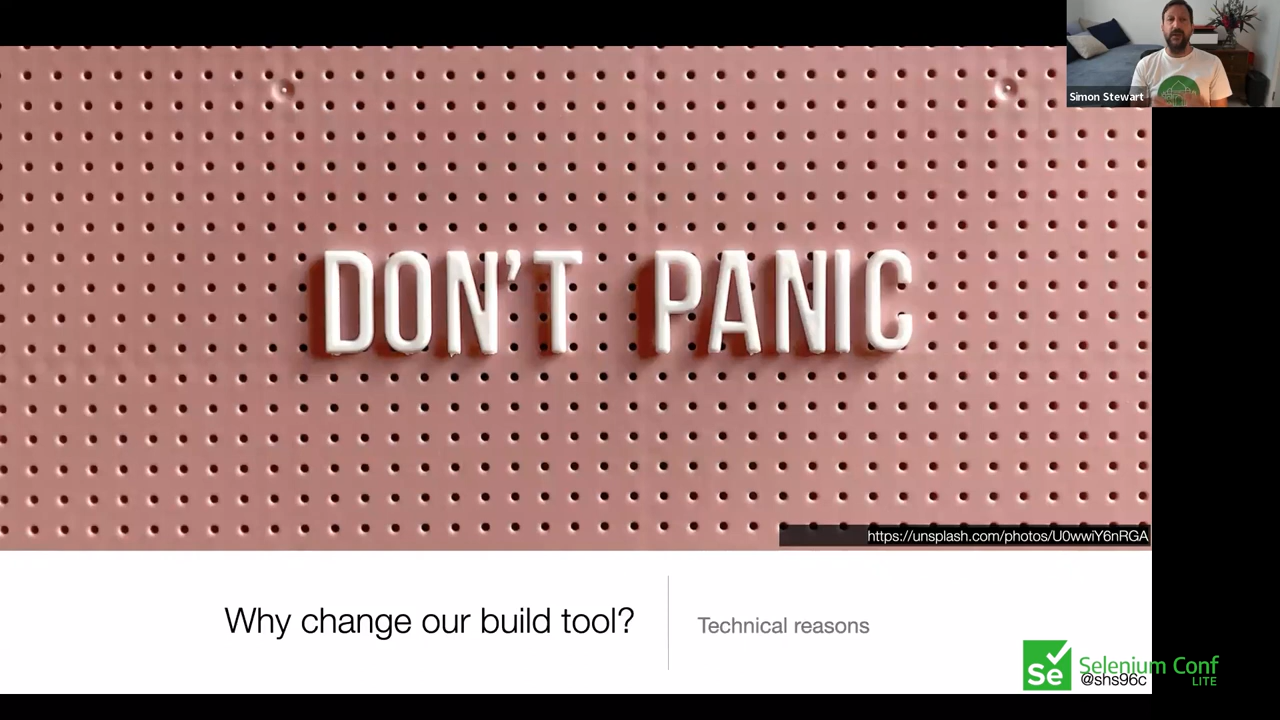 Simon Stewart
DON'T PANIC
https://unsplash.com/photos/U0wwiY6nRGA
Why change our build tool?
Technical reasons
Se
Selenium Conf
LITE
@shs96c